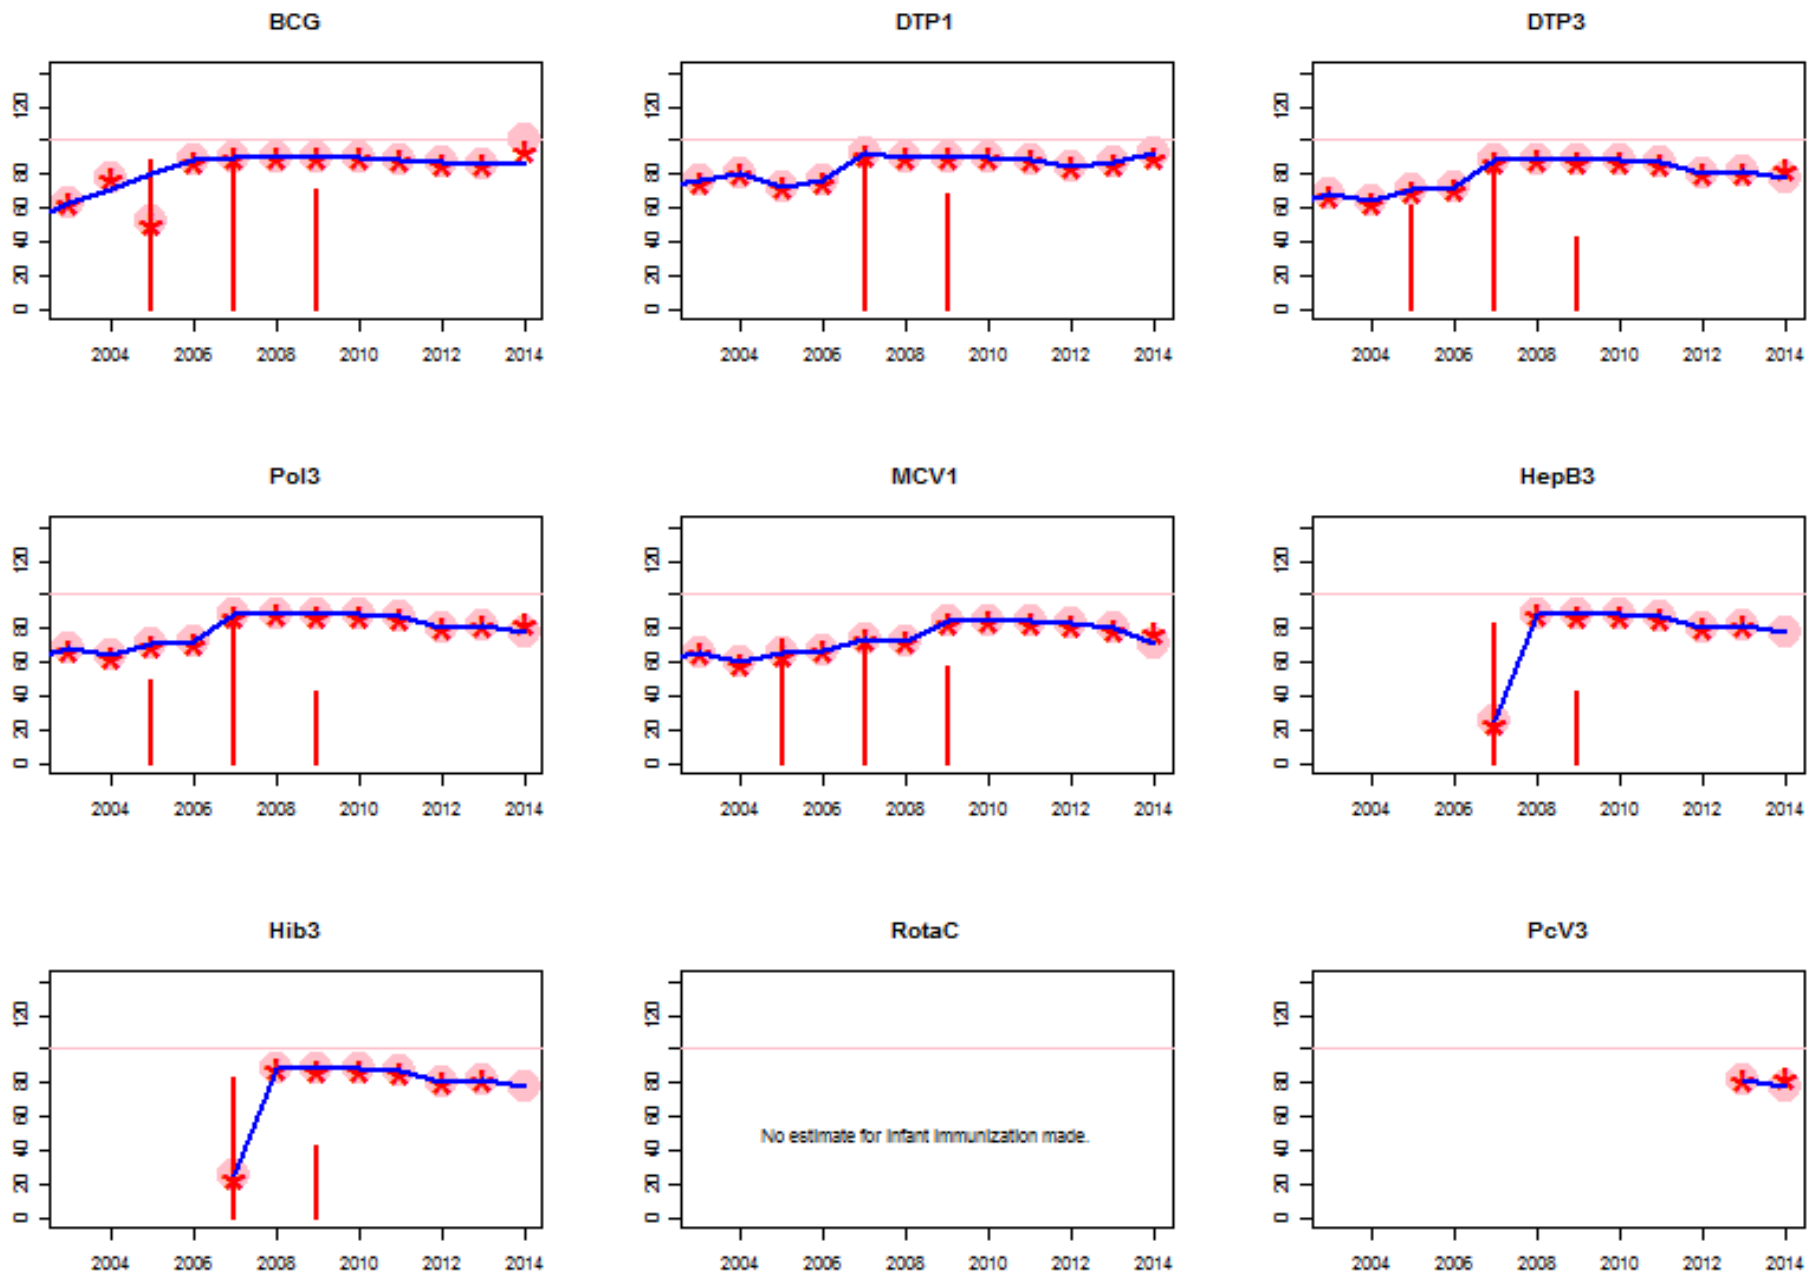 BCG
DTP1
DTP3
0 20 40 60 80 120
0 20 40 60 80 120
0 20 40 60 80 120
2004 2006 2008 2010 2012 2014
2004 2006 2008 2010 2012 2014
2004 2006 2008 2010 2012 2014
Pol3
MCV1
HepB3
0 20 40 60 80 120
0 20 40 60 80 120
0 20 40 60 80 120
2004 2006 2008 2010 2012 2014
2004 2006 2008 2010 2012 2014
2004 2006 2008 2010 2012 2014
Hib3
RotaC
PcV3
0 20 40 60 80 120
0 20 40 60 80 120
No estimate for infant immunization made.
0 20 40 60 80 120
2004 2006 2008 2010 2012 2014
2004 2006 2008 2010 2012 2014
2004 2006 2008 2010 2012 2014